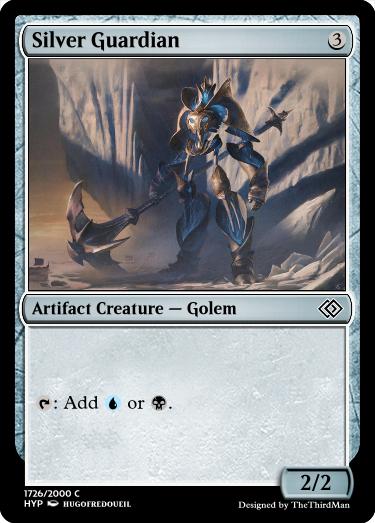 Silver Guardian 3
Artifact Creature — Golem
: Add or .
2/2
1726/2000 C
HYP HUGOFREDOUEIL Designed by TheThirdMan